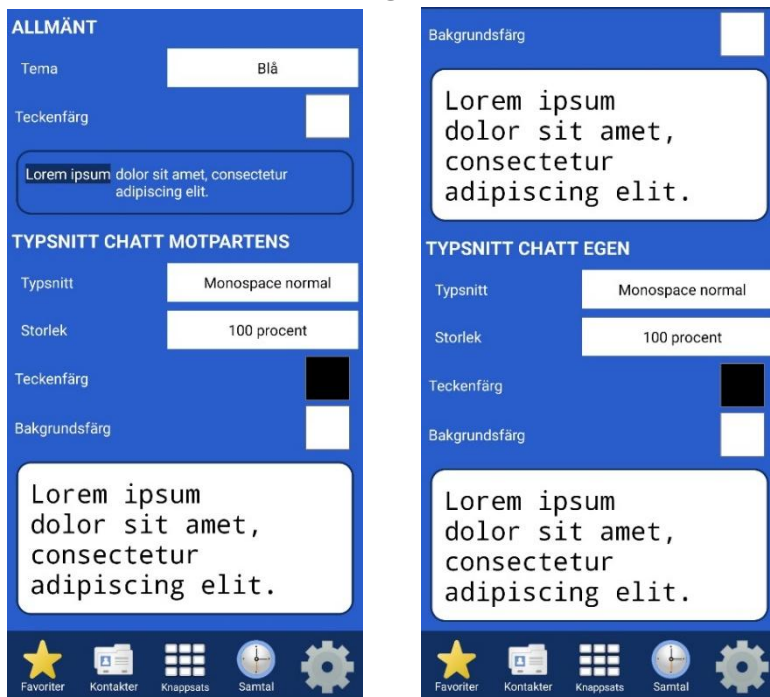 ALLMÄNT
Tema
Blå
Teckenfärg
Lorem ipsum dolor sit amet, consectetur
adipiscing elit.
TYPSNITT CHATT MOTPARTENS
Typsnitt
Monospace normal
Storlek
100 procent
Teckenfärg
Bakgrundsfärg
Lorem ipsum
dolor sit amet,
consectetur
adipiscing elit.
Favoriter
Kontakter
Knappsats
Samtal
Bakgrundsfärg
Lorem ipsum
dolor sit amet,
consectetur
adipiscing elit.
TYPSNITT CHATT EGEN
Typsnitt
Monospace normal
Storlek
100 procent
Teckenfärg
Bakgrundsfärg
Lorem ipsum
dolor sit amet,
consectetur
adipiscing elit.
Favoriter
Kontakter
Knappsats
Samtal